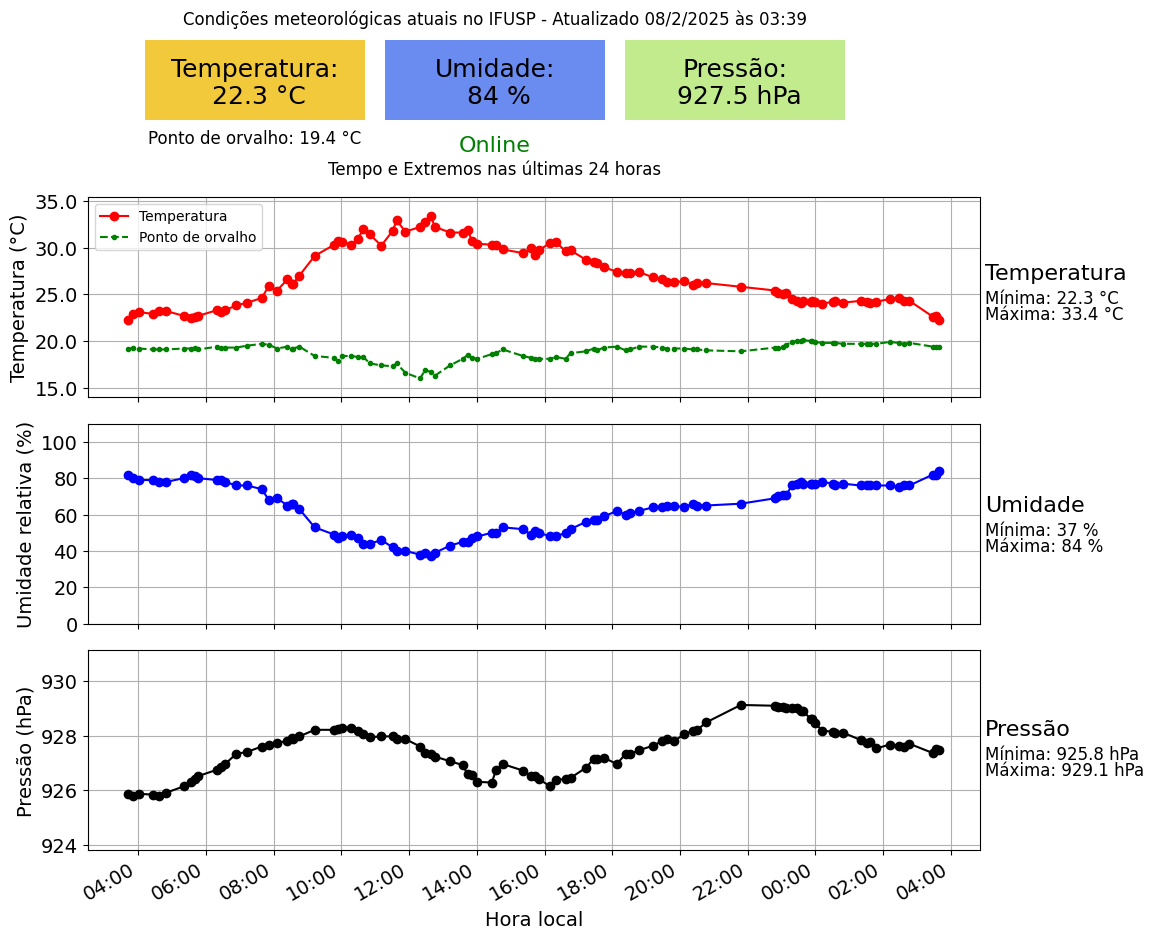 Condições meteorológicas atuais no IFUSP - Atualizado 08/2/2025 às 03:39
Temperatura:
22.3 °C
Umidade:
84 %
Pressão:
927.5 hPa
Ponto de orvalho: 19.4 °C
Online
Tempo e Extremos nas últimas 24 horas
Temperatura (°C)
35.0
30.0
25.0
20.0
15.0
Temperatura
Ponto de orvalho
Temperatura
Mínima: 22.3 °C
Máxima: 33.4 °C
Umidade relativa (%)
100
80
60
40
20
0
Umidade
Mínima: 37 %
Máxima: 84 %
Pressão (hPa)
930
928
926
924
Pressão
Mínima: 925.8 hPa
Máxima: 929.1 hPa
04:00
06:00
08:00
10:00
12:00
14:00
16:00
18:00
20:00
22:00
00:00
02:00
04:00
Hora local